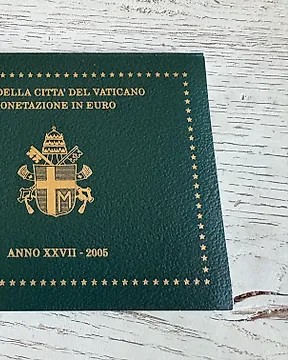 DELLA CITTA' DEL VATICANO
ONETAZIONE IN EURO
M
ANNO XXVII - 2005